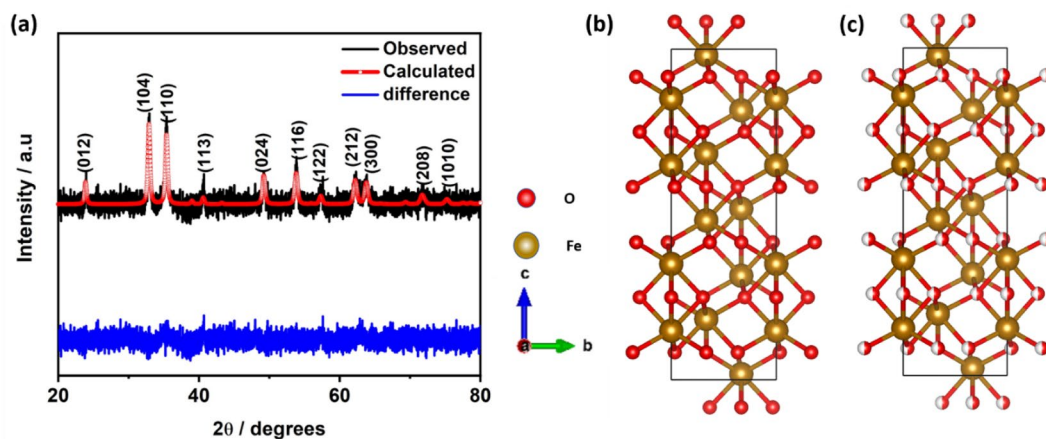 (a)
Observed
Calculated
difference
(012)
(104)
(110)
(113)
(024)
(116)
(122)
(212)
(300)
(208)
(1010)
Intensity / a.u
20
40
60
80
2θ / degrees
(b)
(c)
O
Fe
c
a
b